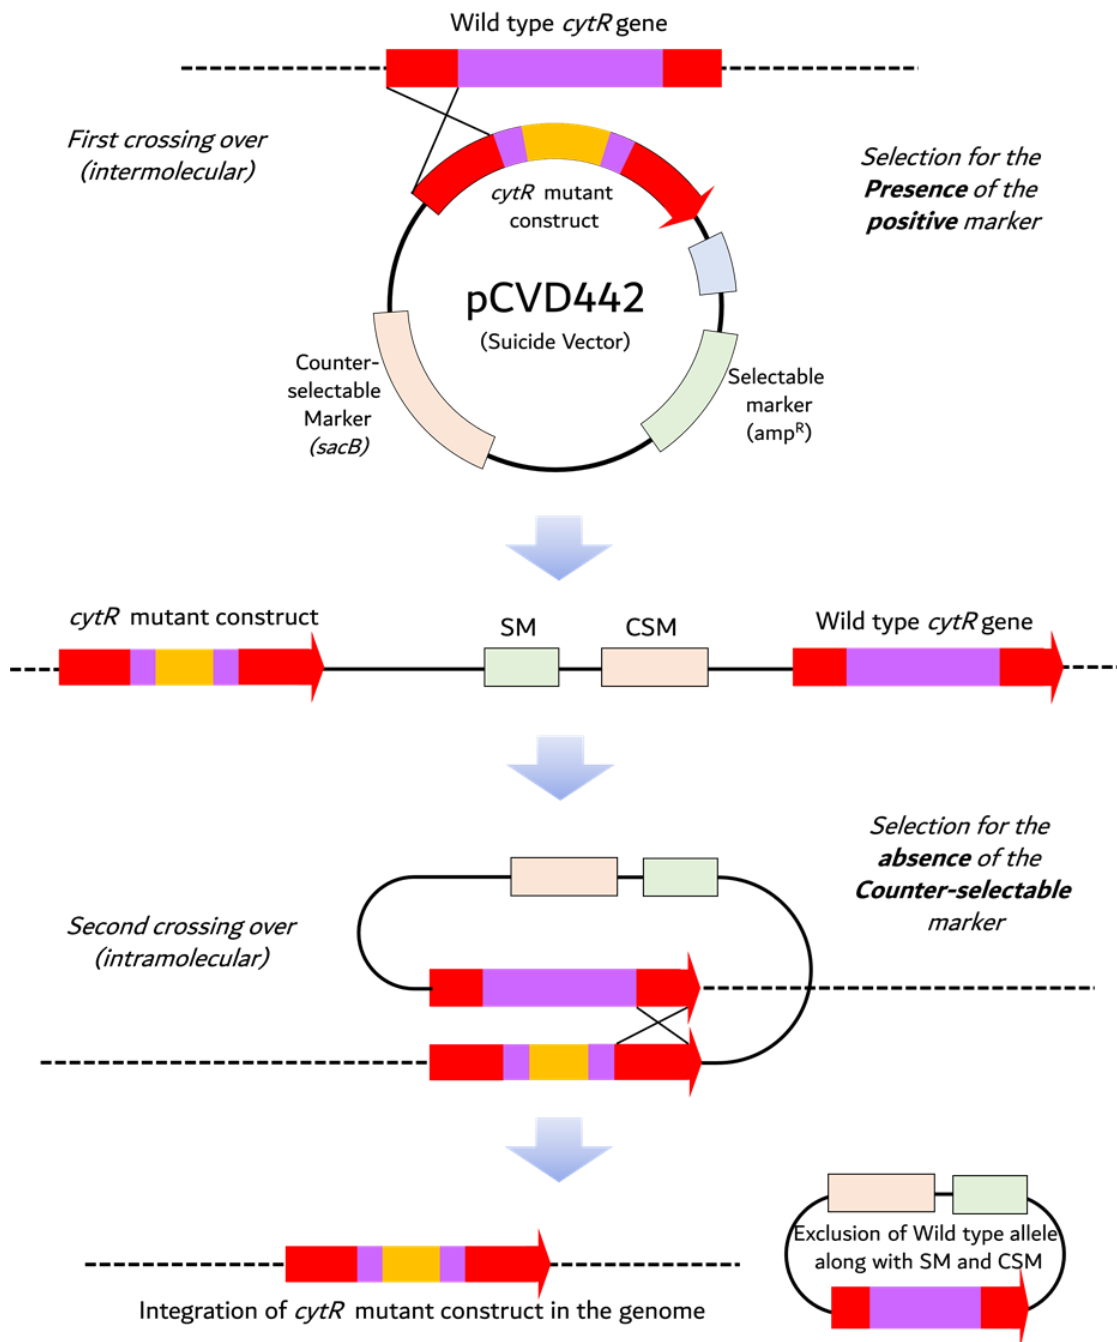 Wild type cytR gene
First crossing over
(intermolecular)
Selection for the
Presence of the
positive marker
cytR mutant
construct
pCVD442
(Suicide Vector)
Counter-
selectable
Marker
(sacB)
Selectable
marker
(ampR)
cytR mutant construct
SM
CSM
Wild type cytR gene
Selection for the
absence of the
Counter-selectable
marker
Second crossing over
(intramolecular)
Exclusion of Wild type allele
along with SM and CSM
Integration of cytR mutant construct in the genome